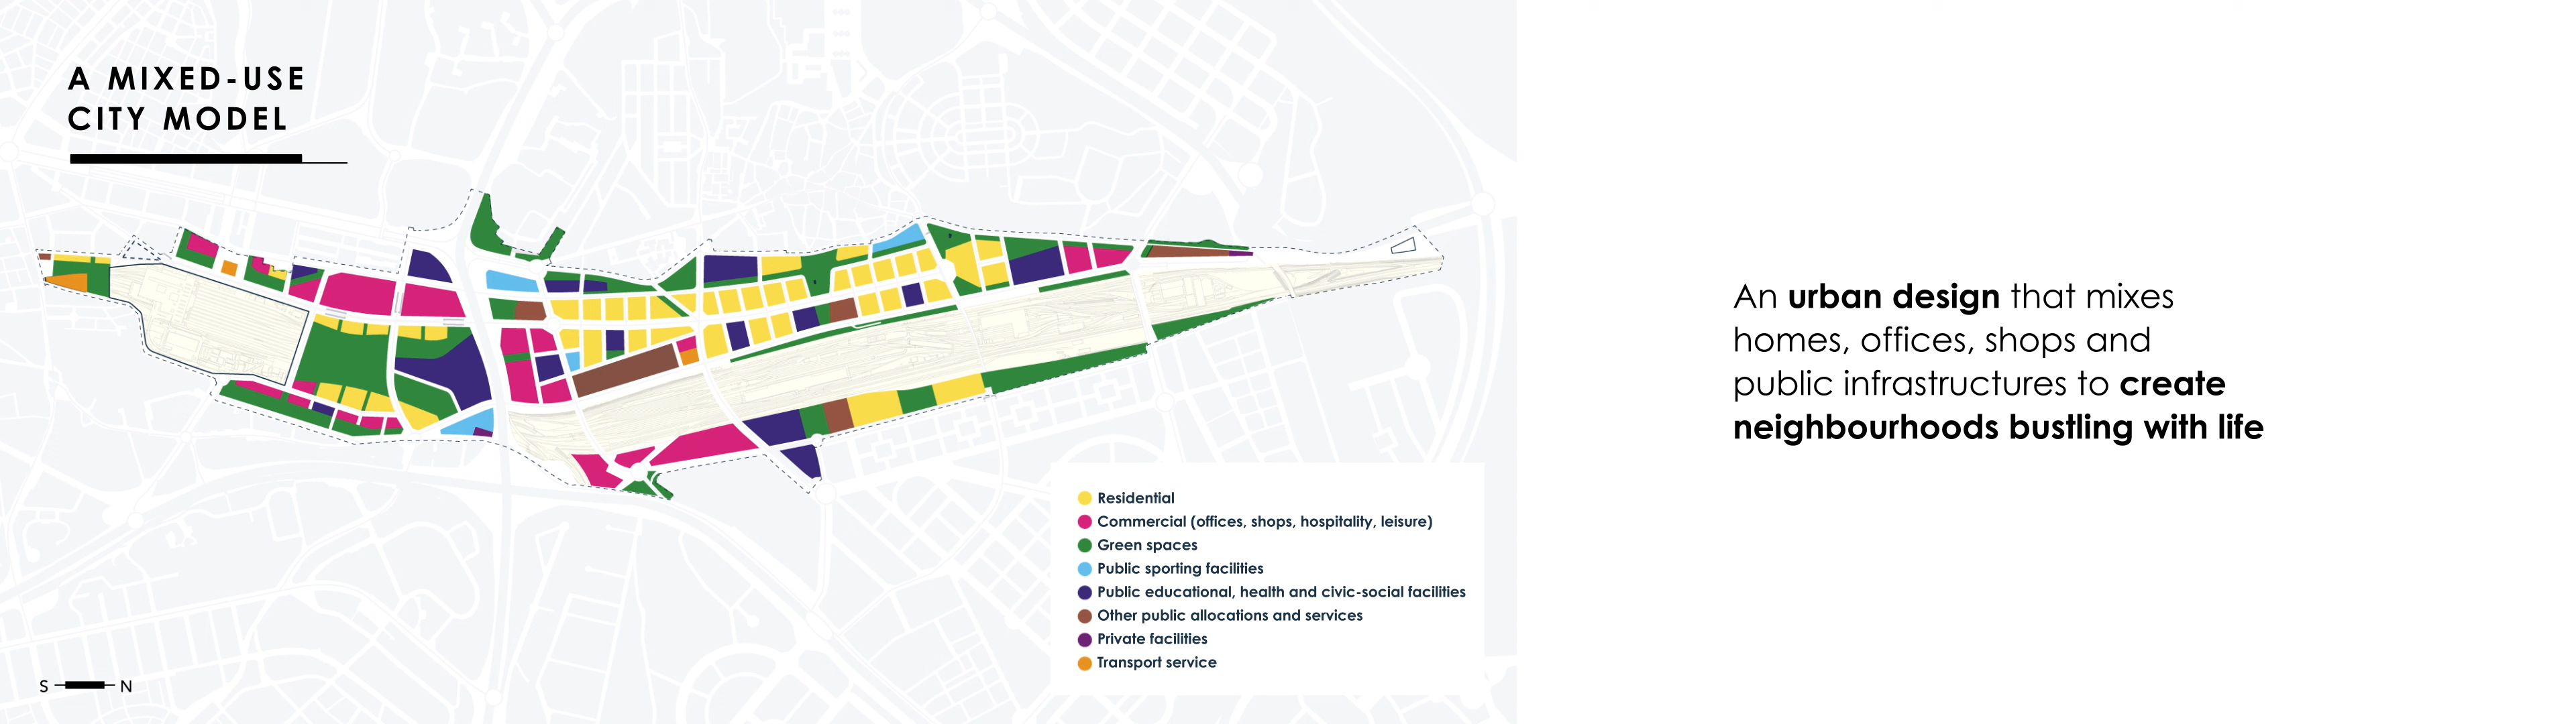 A MIXED-USE
CITY MODEL
An urban design that mixes
homes, offices, shops and
public infrastructures to create
neighbourhoods bustling with life
Residential
Commercial (offices, shops, hospitality, leisure)
Green spaces
Public sporting facilities
Public educational, health and civic-social facilities
Other public allocations and services
Private facilities
Transport service
S N